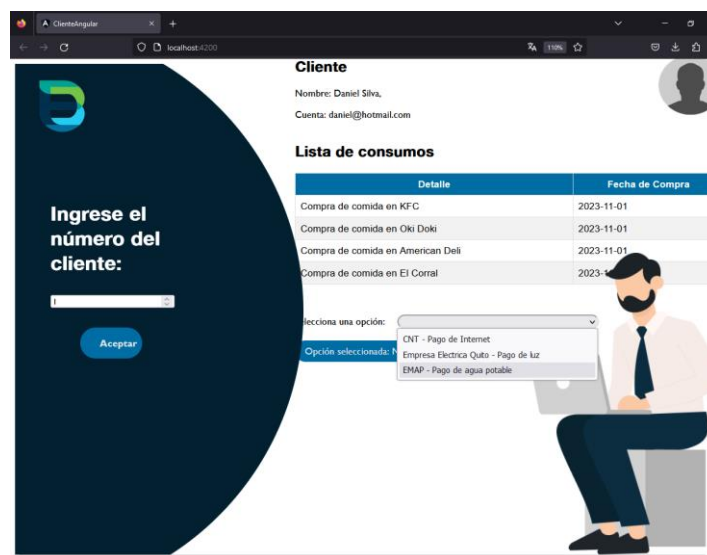 ClienteAngular
localhost:4200
110%
Ingrese el
número del
cliente:
1
Aceptar
Cliente
Nombre: Daniel Silva,
Cuenta: daniel@hotmail.com
Lista de consumos
Detalle Fecha de Compra
Compra de comida en KFC 2023-11-01
Compra de comida en Oki Doki 2023-11-01
Compra de comida en American Deli 2023-11-01
Compra de comida en El Corral 2023-1
lecciona una opción:
CNT - Pago de Internet
Empresa Electrica Quito - Pago de luz
EMAP - Pago de agua potable
Opción seleccionada: N